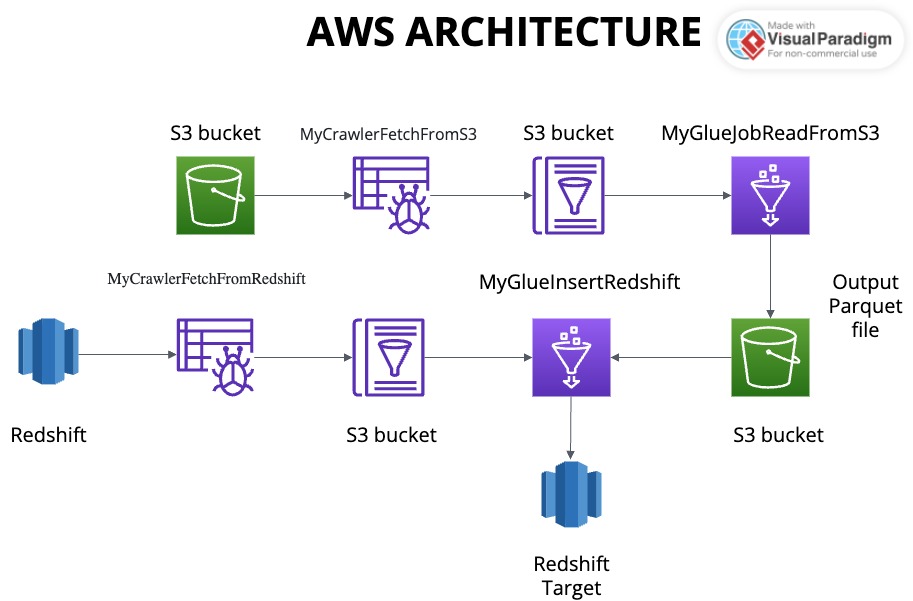 AWS ARCHITECTURE
Made with
Visual Paradigm
For non-commercial use
S3 bucket
MyCrawlerFetchFromS3
S3 bucket
MyGlueJobReadFromS3
MyCrawlerFetchFromRedshift
MyGlueInsertRedshift
Output
Parquet
file
Redshift
S3 bucket
S3 bucket
Redshift
Target